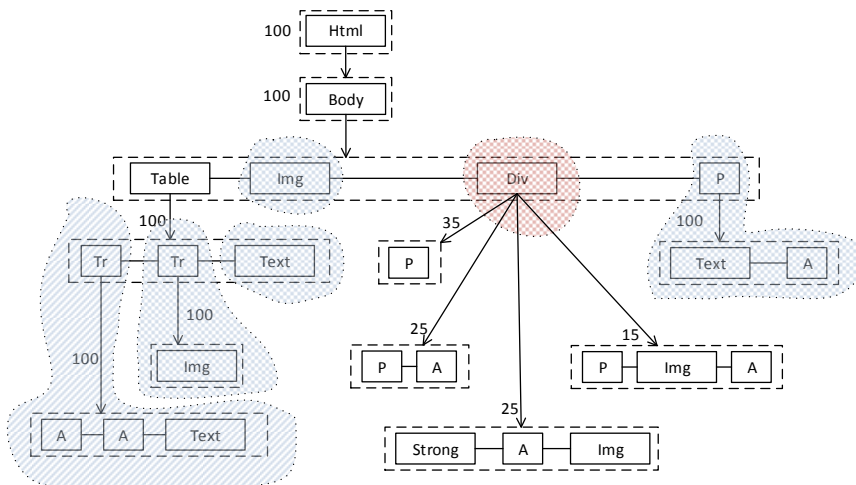 100 Html
100 Body
Table Img Div P
100 35 100
Tr Tr Text P Text A
100
25 15
100 Img P A P Img A
25
A A Text Strong A Img